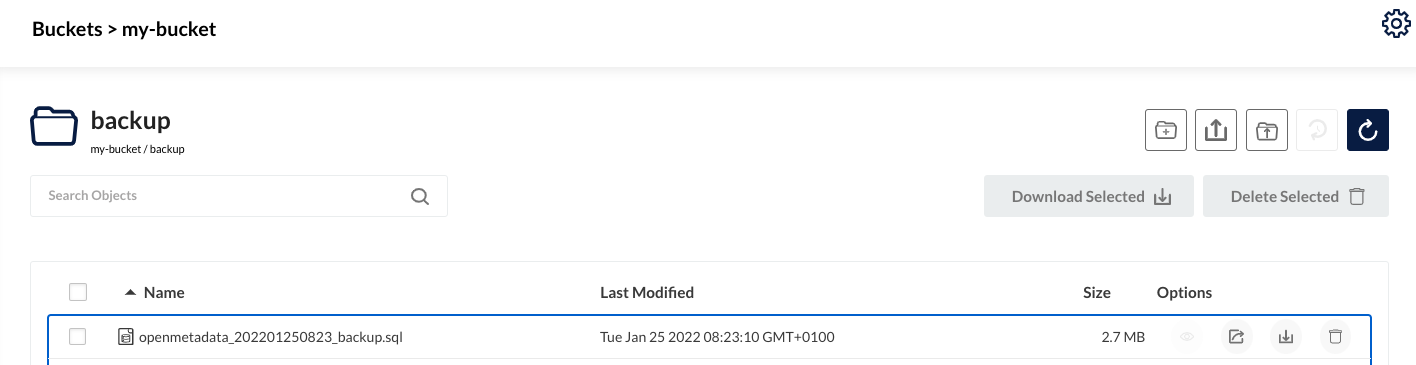 Buckets > my-bucket
backup
my-bucket / backup
Search Objects
Download Selected
Delete Selected
Name Last Modified Size Options
openmetadata_202201250823_backup.sql Tue Jan 25 2022 08:23:10 GMT+0100 2.7 MB